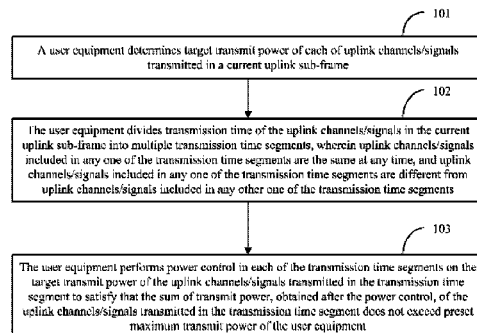 101
A user equipment determines target transmit power of each of uplink channels/signals
transmitted in a current uplink sub-frame
102
The user equipment divides transmission time of the uplink channels/signals in the current
uplink sub-frame into multiple transmission time segments, wherein uplink channels/signals
included in any one of the transmission time segments are the same at any time, and uplink
channels/signals included in any one of the transmission time segments are different from
uplink channels/signals included in any other one of the transmission time segments
103
The user equipment performs power control in each of the transmission time segments on the
target transmit power of the uplink channels/signals transmitted in the transmission time
segment to satisfy that the sum of transmit power, obtained after the power control, of the
uplink channels/signals transmitted in the transmission time segment does not exceed preset
maximum transmit power of the user equipment